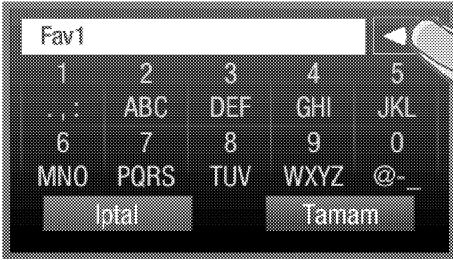 Fav1
1 2 3 4 5
.,: ABC DEF GHI JKL
6 7 8 9 0
MNO PQRS TUV WXYZ @-_
İptal Tamam